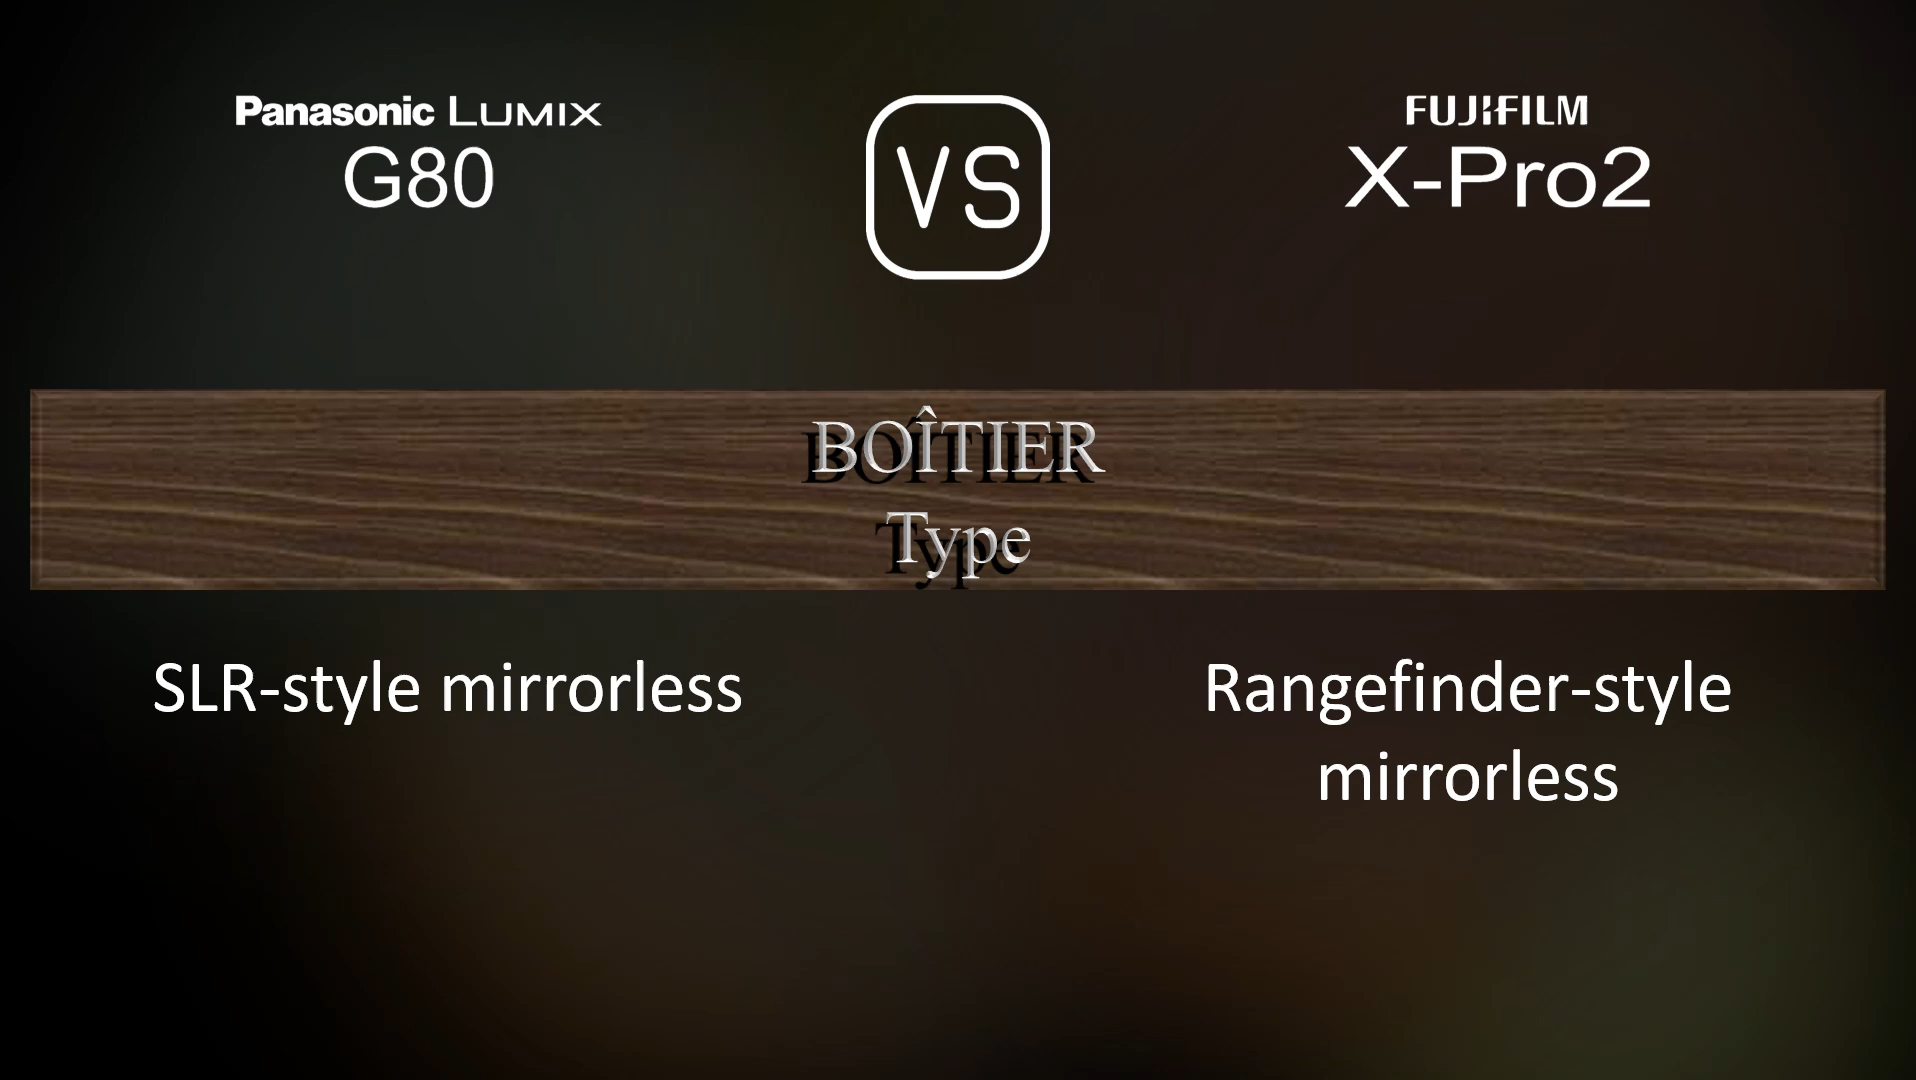 Panasonic LUMIX
G80
VS
FUJIFILM
X-Pro2
BOÎTIER
Type
SLR-style mirrorless
Rangefinder-style
mirrorless